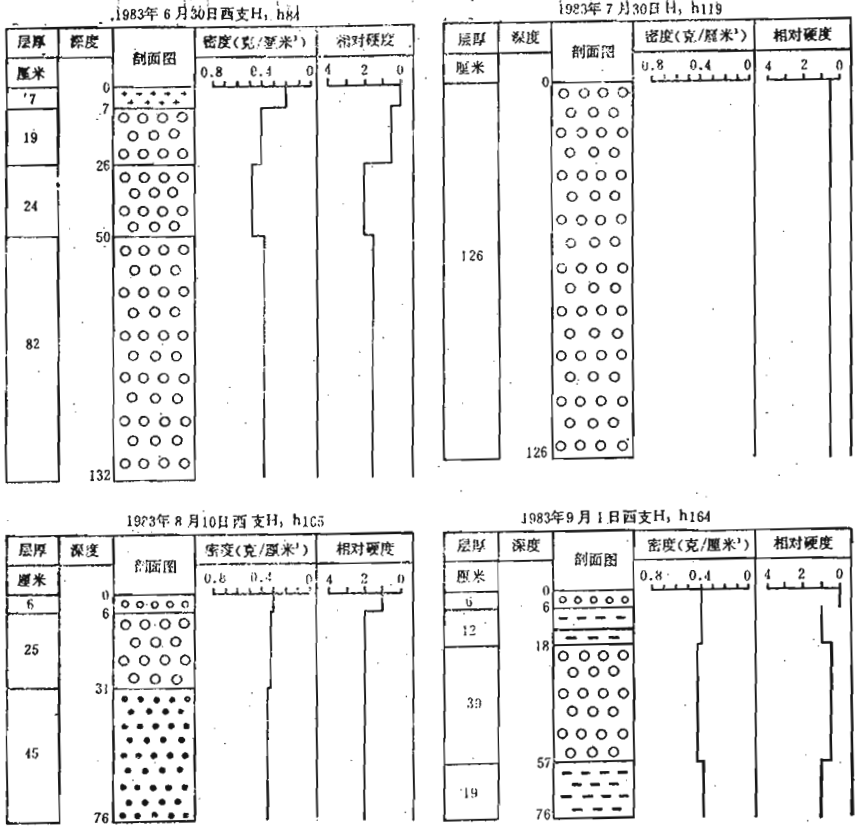 1983年6月30日西支H, h84
层厚 深度 剖面图 密度(克/厘米³) 相对硬度
厘米 0.8 0.4 0 4 2 0
0
7
7
19
26
24
50
82
132
1983年7月30日H, h119
层厚 深度 剖面图 密度(克/厘米³) 相对硬度
厘米 0.8 0.4 0 4 2 0
0
126
126
1983年8月10日西支H, h105
层厚 深度 剖面图 密度(克/厘米³) 相对硬度
厘米 0.8 0.4 0 4 2 0
0
6
6
25
31
45
76
1983年9月1日西支H, h164
层厚 深度 剖面图 密度(克/厘米³) 相对硬度
厘米 0.8 0.4 0 4 2 0
0
6
6
12
18
39
57
19
76